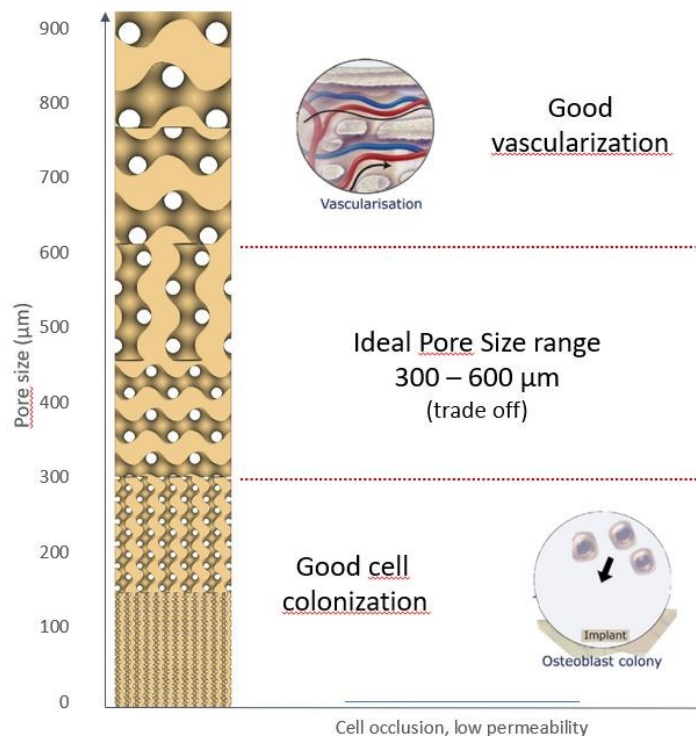 900
800
700
600
500
400
300
200
100
0
Pore size (µm)
Vascularisation
Good
vascularization
Ideal Pore Size range
300 – 600 µm
(trade off)
Good cell
colonization
Implant
Osteoblast colony
Cell occlusion, low permeability